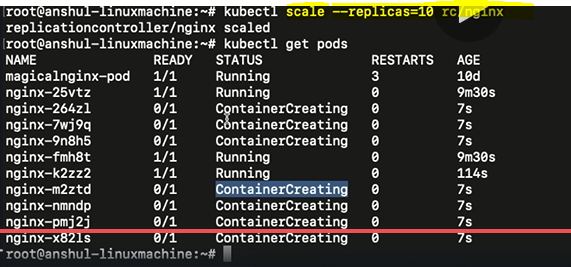 root@anshul-linuxmachine:~# kubectl scale --replicas=10 rc/nginx
replicationcontroller/nginx scaled
root@anshul-linuxmachine:~# kubectl get pods
NAME READY STATUS RESTARTS AGE
magicalnginx-pod 1/1 Running 3 10d
nginx-25vtz 1/1 Running 0 9m30s
nginx-264zl 0/1 ContainerCreating 0 7s
nginx-7wj9q 0/1 ContainerCreating 0 7s
nginx-9n8h5 0/1 ContainerCreating 0 7s
nginx-fmh8t 1/1 Running 0 9m30s
nginx-k2zz2 1/1 Running 0 114s
nginx-m2ztd 0/1 ContainerCreating 0 7s
nginx-nmndp 0/1 ContainerCreating 0 7s
nginx-pmj2j 0/1 ContainerCreating 0 7s
nginx-x82ls 0/1 ContainerCreating 0 7s
root@anshul-linuxmachine:~#